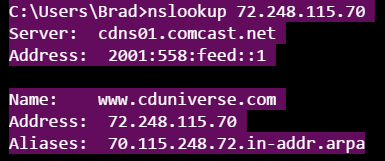 C:\Users\Brad>nslookup 72.248.115.70
Server:  cdns01.comcast.net
Address:  2001:558:feed::1

Name:    www.cduniverse.com
Address:  72.248.115.70
Aliases:  70.115.248.72.in-addr.arpa